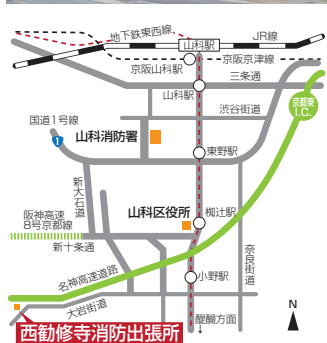 地下鉄東西線
山科駅
JR線
京阪山科駅
京阪京津線
三条通
山科駅
渋谷街道
京都東
I.C.
国道1号線
1
山科消防署
東野駅
新大石道
山科区役所
椥辻駅
阪神高速
8号京都線
新十条通
奈良街道
名神高速道路
小野駅
大岩街道
西勧修寺消防出張所
醍醐方面
N